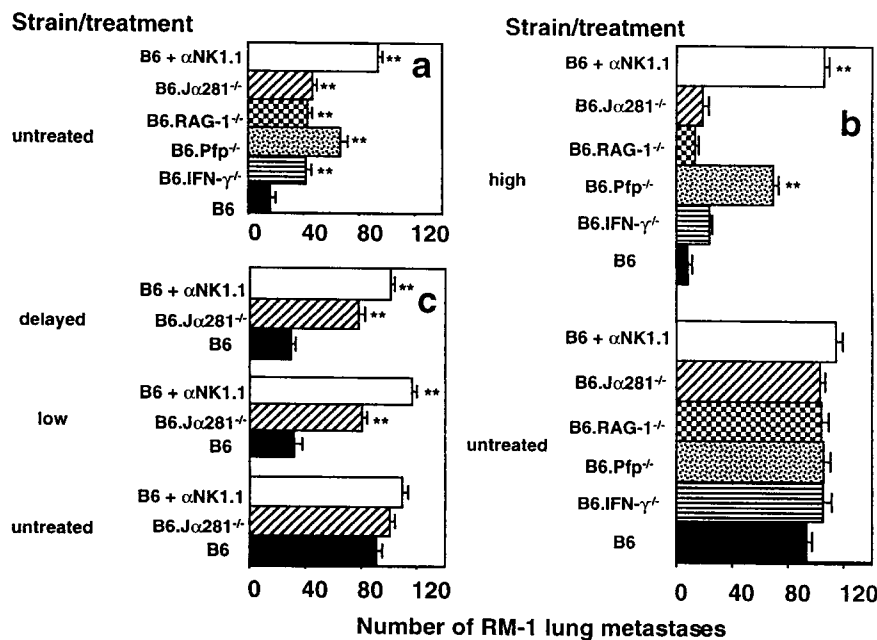 Strain/treatment
a
B6 + αNK1.1
**
B6.Jα281-/-
**
untreated
B6.RAG-1-/-
**
B6.Pfp-/-
**
B6.IFN-γ-/-
**
B6
0 40 80 120
c
delayed
B6 + αNK1.1
**
B6.Jα281-/-
**
B6
low
B6 + αNK1.1
**
B6.Jα281-/-
**
B6
untreated
B6 + αNK1.1
B6.Jα281-/-
B6
0 40 80 120
Strain/treatment
b
high
B6 + αNK1.1
**
B6.Jα281-/-
B6.RAG-1-/-
B6.Pfp-/-
**
B6.IFN-γ-/-
B6
untreated
B6 + αNK1.1
B6.Jα281-/-
B6.RAG-1-/-
B6.Pfp-/-
B6.IFN-γ-/-
B6
0 40 80 120
Number of RM-1 lung metastases